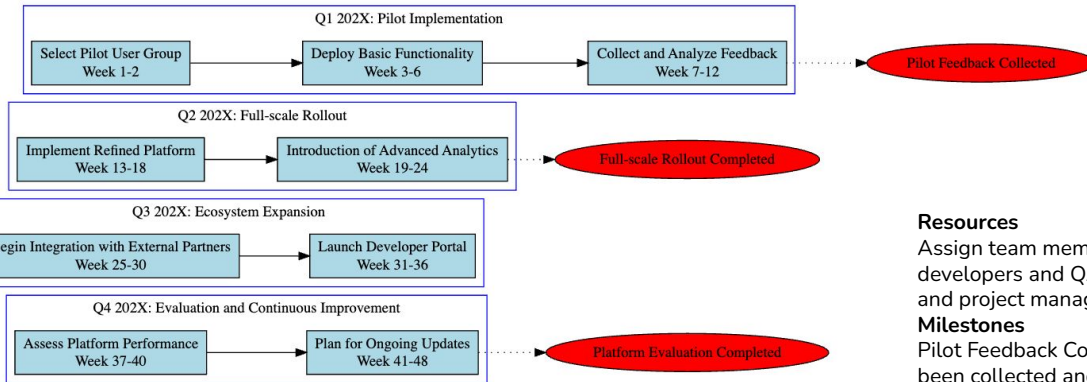 Q1 202X: Pilot Implementation
Select Pilot User Group
Week 1-2
Deploy Basic Functionality
Week 3-6
Collect and Analyze Feedback
Week 7-12
Pilot Feedback Collected
Q2 202X: Full-scale Rollout
Implement Refined Platform
Week 13-18
Introduction of Advanced Analytics
Week 19-24
Full-scale Rollout Completed
Q3 202X: Ecosystem Expansion
egin Integration with External Partners
Week 25-30
Launch Developer Portal
Week 31-36
Q4 202X: Evaluation and Continuous Improvement
Assess Platform Performance
Week 37-40
Plan for Ongoing Updates
Week 41-48
Platform Evaluation Completed
Resources
Assign team mem
developers and Q
and project manag
Milestones
Pilot Feedback Co
been collected an